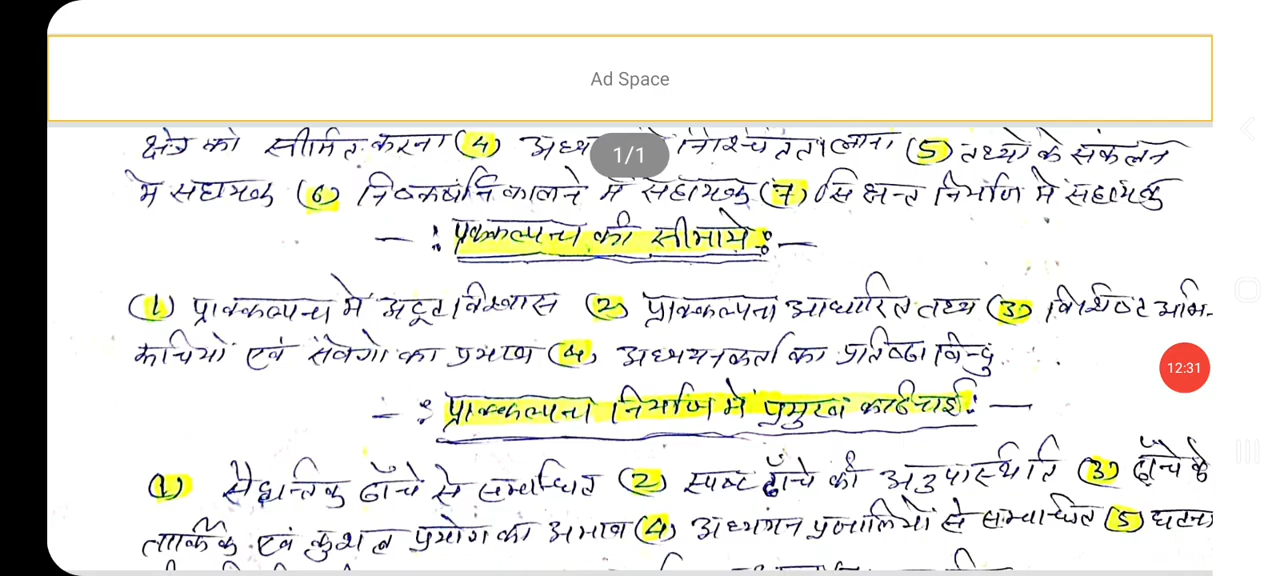 Ad Space
क्षेत्र को सीमित करना (4) अध्य निश्चितता लाना (5) तथ्यो के संकलन
1/1
मे सहायक (6) निष्कर्ष निकालने में सहायक (7) सिद्धान्त निर्माण मे सहायक
— : प्राक्कल्पना की सीमाये : —
(1) प्राक्कल्पना मे अटूट विश्वास (2) प्राक्कल्पना आधारित तथ्य (3) विशिष्ट अभि-
रूचियों एवं संवेगो का प्रभाव (4) अध्ययनकर्ता का प्रतिष्ठा बिन्दु
12:31
— : प्राक्कल्पना निर्माण मे प्रमुख कठिनाई : —
(1) सैद्धान्तिक ढाँचे से सम्बन्धित (2) स्पष्ट ढाँचे की अनुपस्थिति (3) ढाँचे के
तार्किक एवं कुशल प्रयोग का अभाव (4) अध्ययन प्रणालियों से सम्बन्धित (5) घटना